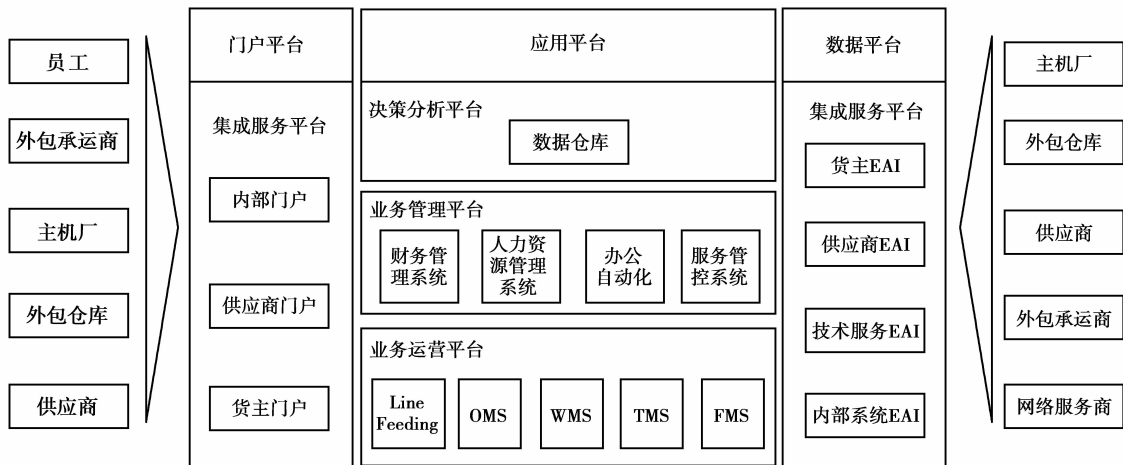 员工
外包承运商
主机厂
外包仓库
供应商
门户平台
集成服务平台
内部门户
供应商门户
货主门户
应用平台
决策分析平台
数据仓库
业务管理平台
财务管
理系统
人力资
源管理
系统
办公
自动化
服务管
控系统
业务运营平台
Line
Feeding
OMS
WMS
TMS
FMS
数据平台
集成服务平台
货主EAI
供应商EAI
技术服务EAI
内部系统EAI
主机厂
外包仓库
供应商
外包承运商
网络服务商